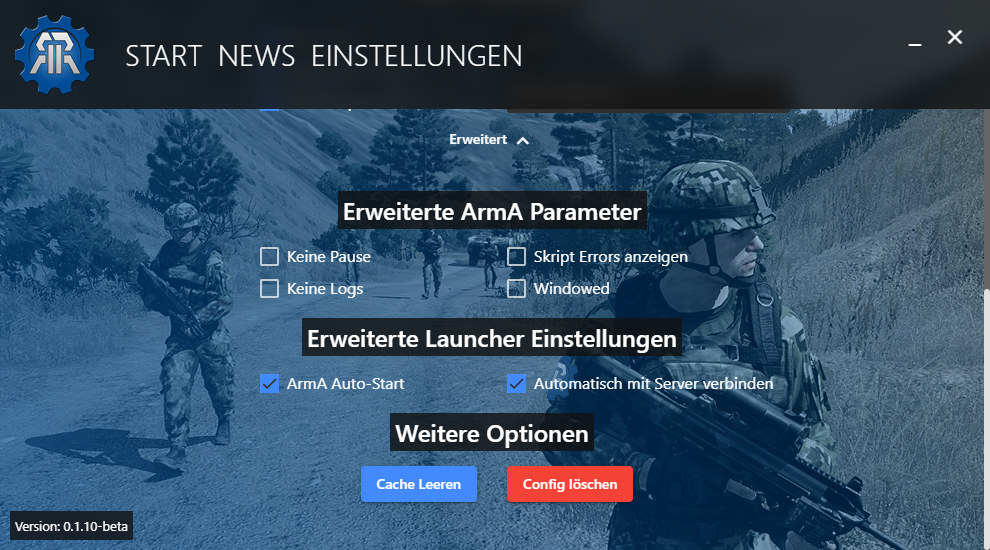 START NEWS EINSTELLUNGEN
Erweitert
Erweiterte ArmA Parameter
Keine Pause
Skript Errors anzeigen
Keine Logs
Windowed
Erweiterte Launcher Einstellungen
ArmA Auto-Start
Automatisch mit Server verbinden
Weitere Optionen
Cache Leeren
Config löschen
Version: 0.1.10-beta